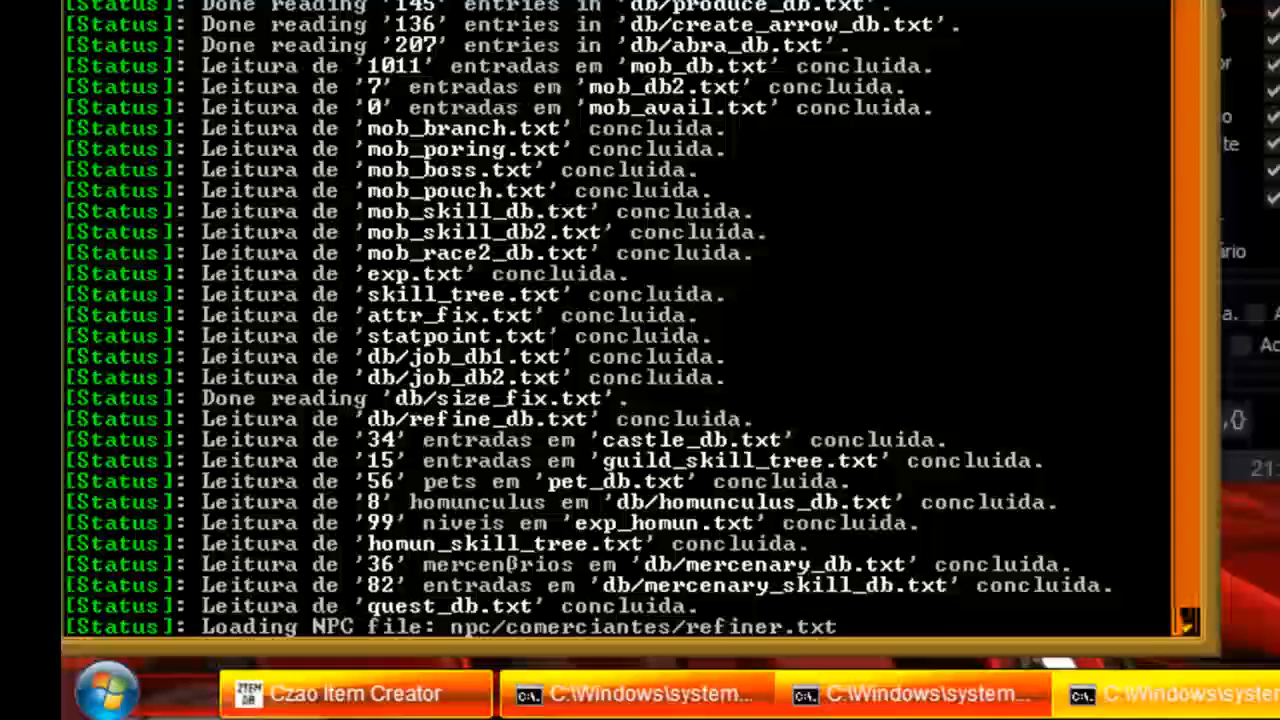 [Status]: Done reading '145' entries in 'db/produce_db.txt'.
[Status]: Done reading '136' entries in 'db/create_arrow_db.txt'.
[Status]: Done reading '207' entries in 'db/abra_db.txt'.
[Status]: Leitura de '1011' entradas em 'mob_db.txt' concluida.
[Status]: Leitura de '7' entradas em 'mob_db2.txt' concluida.
[Status]: Leitura de '0' entradas em 'mob_avail.txt' concluida.
[Status]: Leitura de 'mob_branch.txt' concluida.
[Status]: Leitura de 'mob_poring.txt' concluida.
[Status]: Leitura de 'mob_boss.txt' concluida.
[Status]: Leitura de 'mob_pouch.txt' concluida.
[Status]: Leitura de 'mob_skill_db.txt' concluida.
[Status]: Leitura de 'mob_skill_db2.txt' concluida.
[Status]: Leitura de 'mob_race2_db.txt' concluida.
[Status]: Leitura de 'exp.txt' concluida.
[Status]: Leitura de 'skill_tree.txt' concluida.
[Status]: Leitura de 'attr_fix.txt' concluida.
[Status]: Leitura de 'statpoint.txt' concluida.
[Status]: Leitura de 'db/job_db1.txt' concluida.
[Status]: Leitura de 'db/job_db2.txt' concluida.
[Status]: Done reading 'db/size_fix.txt'.
[Status]: Leitura de 'db/refine_db.txt' concluida.
[Status]: Leitura de '34' entradas em 'castle_db.txt' concluida.
[Status]: Leitura de '15' entradas em 'guild_skill_tree.txt' concluida.
[Status]: Leitura de '56' pets em 'pet_db.txt' concluida.
[Status]: Leitura de '8' homunculus em 'db/homunculus_db.txt' concluida.
[Status]: Leitura de '99' niveis em 'exp_homun.txt' concluida.
[Status]: Leitura de 'homun_skill_tree.txt' concluida.
[Status]: Leitura de '36' mercenßrios em 'db/mercenary_db.txt' concluida.
[Status]: Leitura de '82' entradas em 'db/mercenary_skill_db.txt' concluida.
[Status]: Leitura de 'quest_db.txt' concluida.
[Status]: Loading NPC file: npc/comerciantes/refiner.txt
Czao Item Creator
C:\Windows\system...
C:\Windows\system...
C:\Windows\system